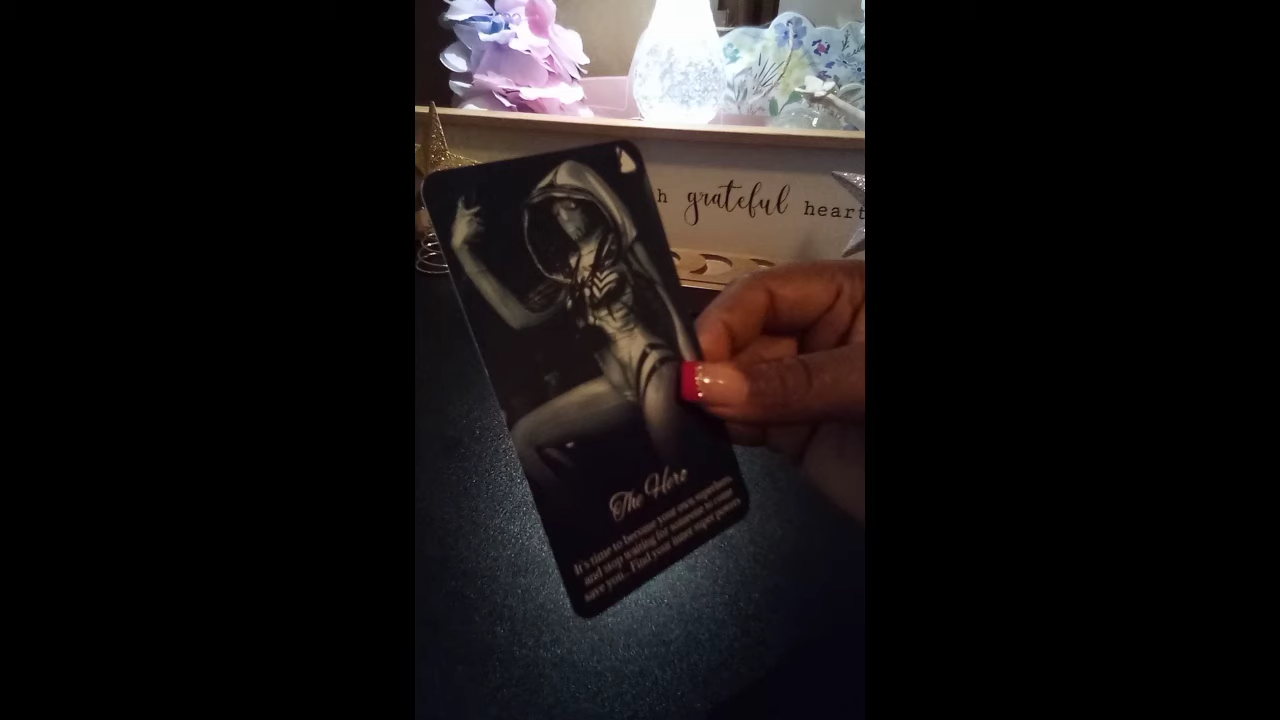 h grateful heart
The Hero
It's time to become your own superhero,
and stop waiting for someone to come
save you.. Find your inner super powers